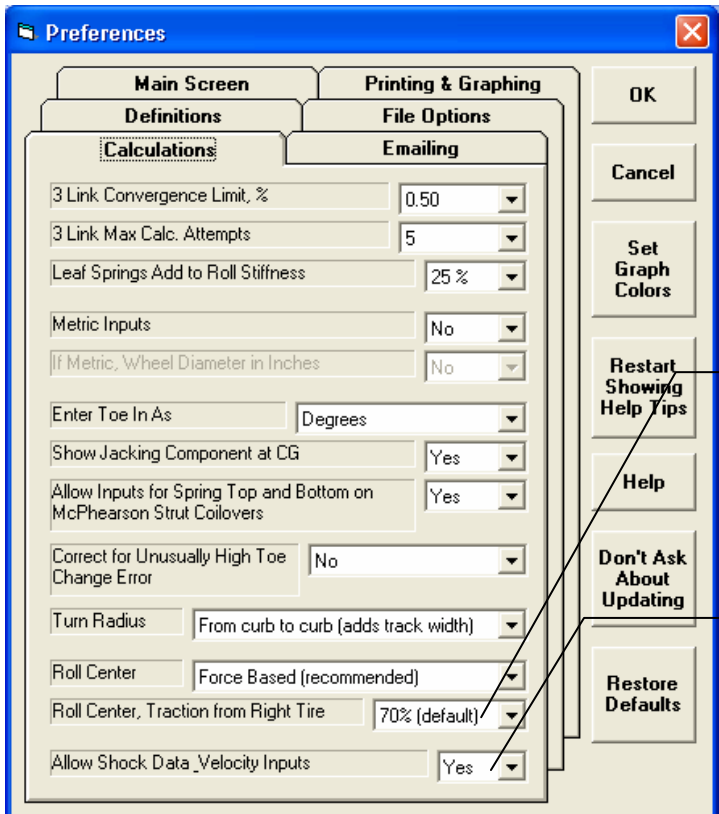 Preferences
Main Screen
Printing & Graphing
Definitions
File Options
Calculations
Emailing
3 Link Convergence Limit, %
0.50
3 Link Max Calc. Attempts
5
Leaf Springs Add to Roll Stiffness
25 %
Metric Inputs
No
If Metric, Wheel Diameter in Inches
No
Enter Toe In As
Degrees
Show Jacking Component at CG
Yes
Allow Inputs for Spring Top and Bottom on
McPhearson Strut Coilovers
Yes
Correct for Unusually High Toe
Change Error
No
Turn Radius
From curb to curb (adds track width)
Roll Center
Force Based (recommended)
Roll Center, Traction from Right Tire
70% (default)
Allow Shock Data_Velocity Inputs
Yes
OK
Cancel
Set
Graph
Colors
Restart
Showing
Help Tips
Help
Don't Ask
About
Updating
Restore
Defaults